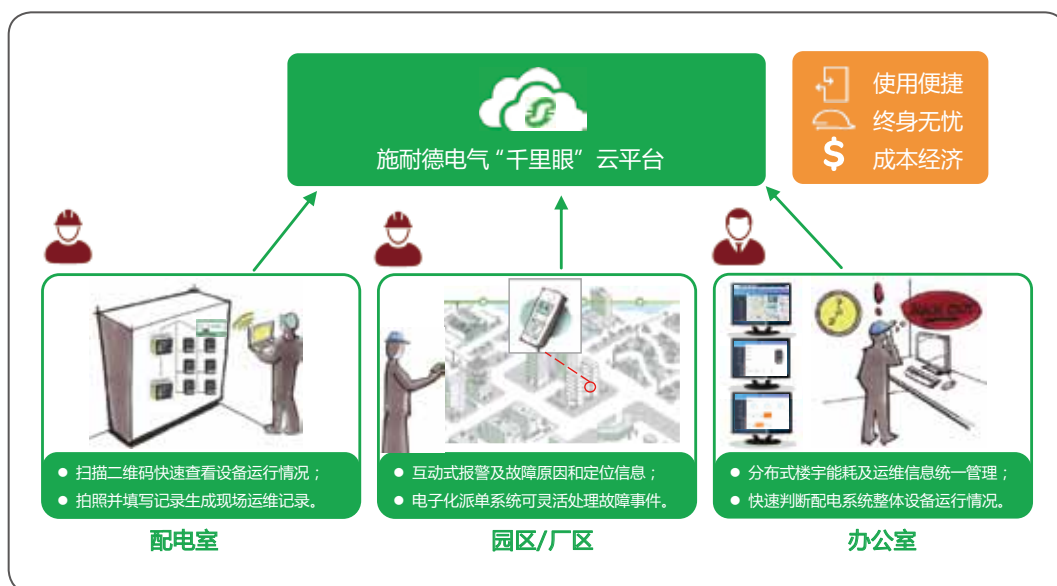 施耐德电气“千里眼”云平台
使用便捷
终身无忧
$ 成本经济
● 扫描二维码快速查看设备运行情况；
● 拍照并填写记录生成现场运维记录。
配电室
● 互动式报警及故障原因和定位信息；
● 电子化派单系统可灵活处理故障事件。
园区/厂区
● 分布式楼宇能耗及运维信息统一管理；
● 快速判断配电系统整体设备运行情况。
办公室